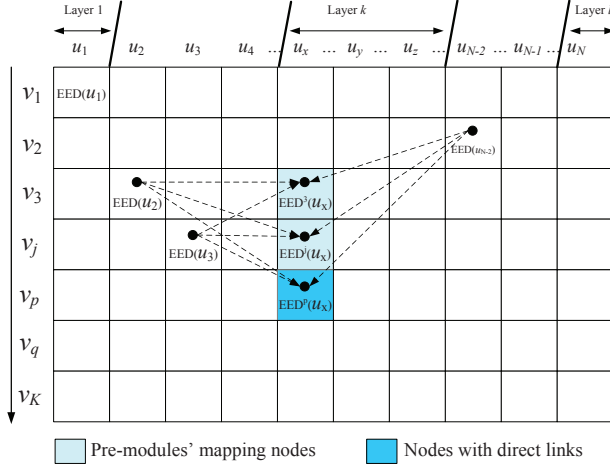 Layer 1 Layer k Layer
u1 u2 u3 u4 ... ux ... uy ... uz ... uN-2 ... uN-1 ... uN
v1 EED(u1)
v2 EED(uN-2)
v3 EED(u2) EED³(ux)
vj EED(u3) EEDʲ(ux)
vp EEDᵖ(ux)
vq
vK
Pre-modules' mapping nodes Nodes with direct links